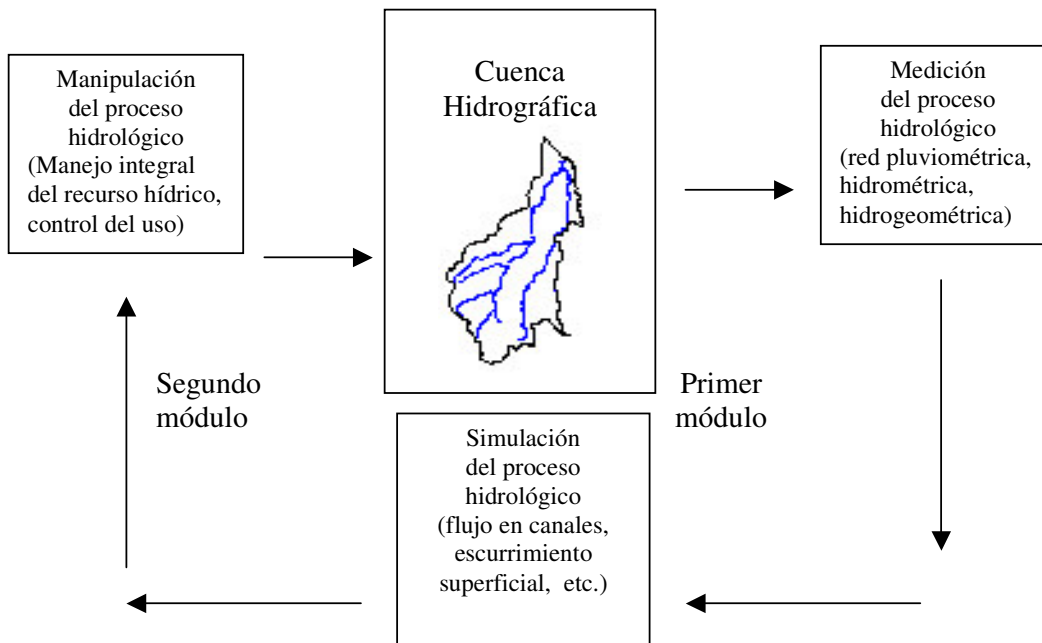 Manipulación
del proceso
hidrológico
(Manejo integral
del recurso hídrico,
control del uso)
Cuenca
Hidrográfica
Medición
del proceso
hidrológico
(red pluviométrica,
hidrométrica,
hidrogeométrica)
Segundo
módulo
Primer
módulo
Simulación
del proceso
hidrológico
(flujo en canales,
escurrimiento
superficial, etc.)